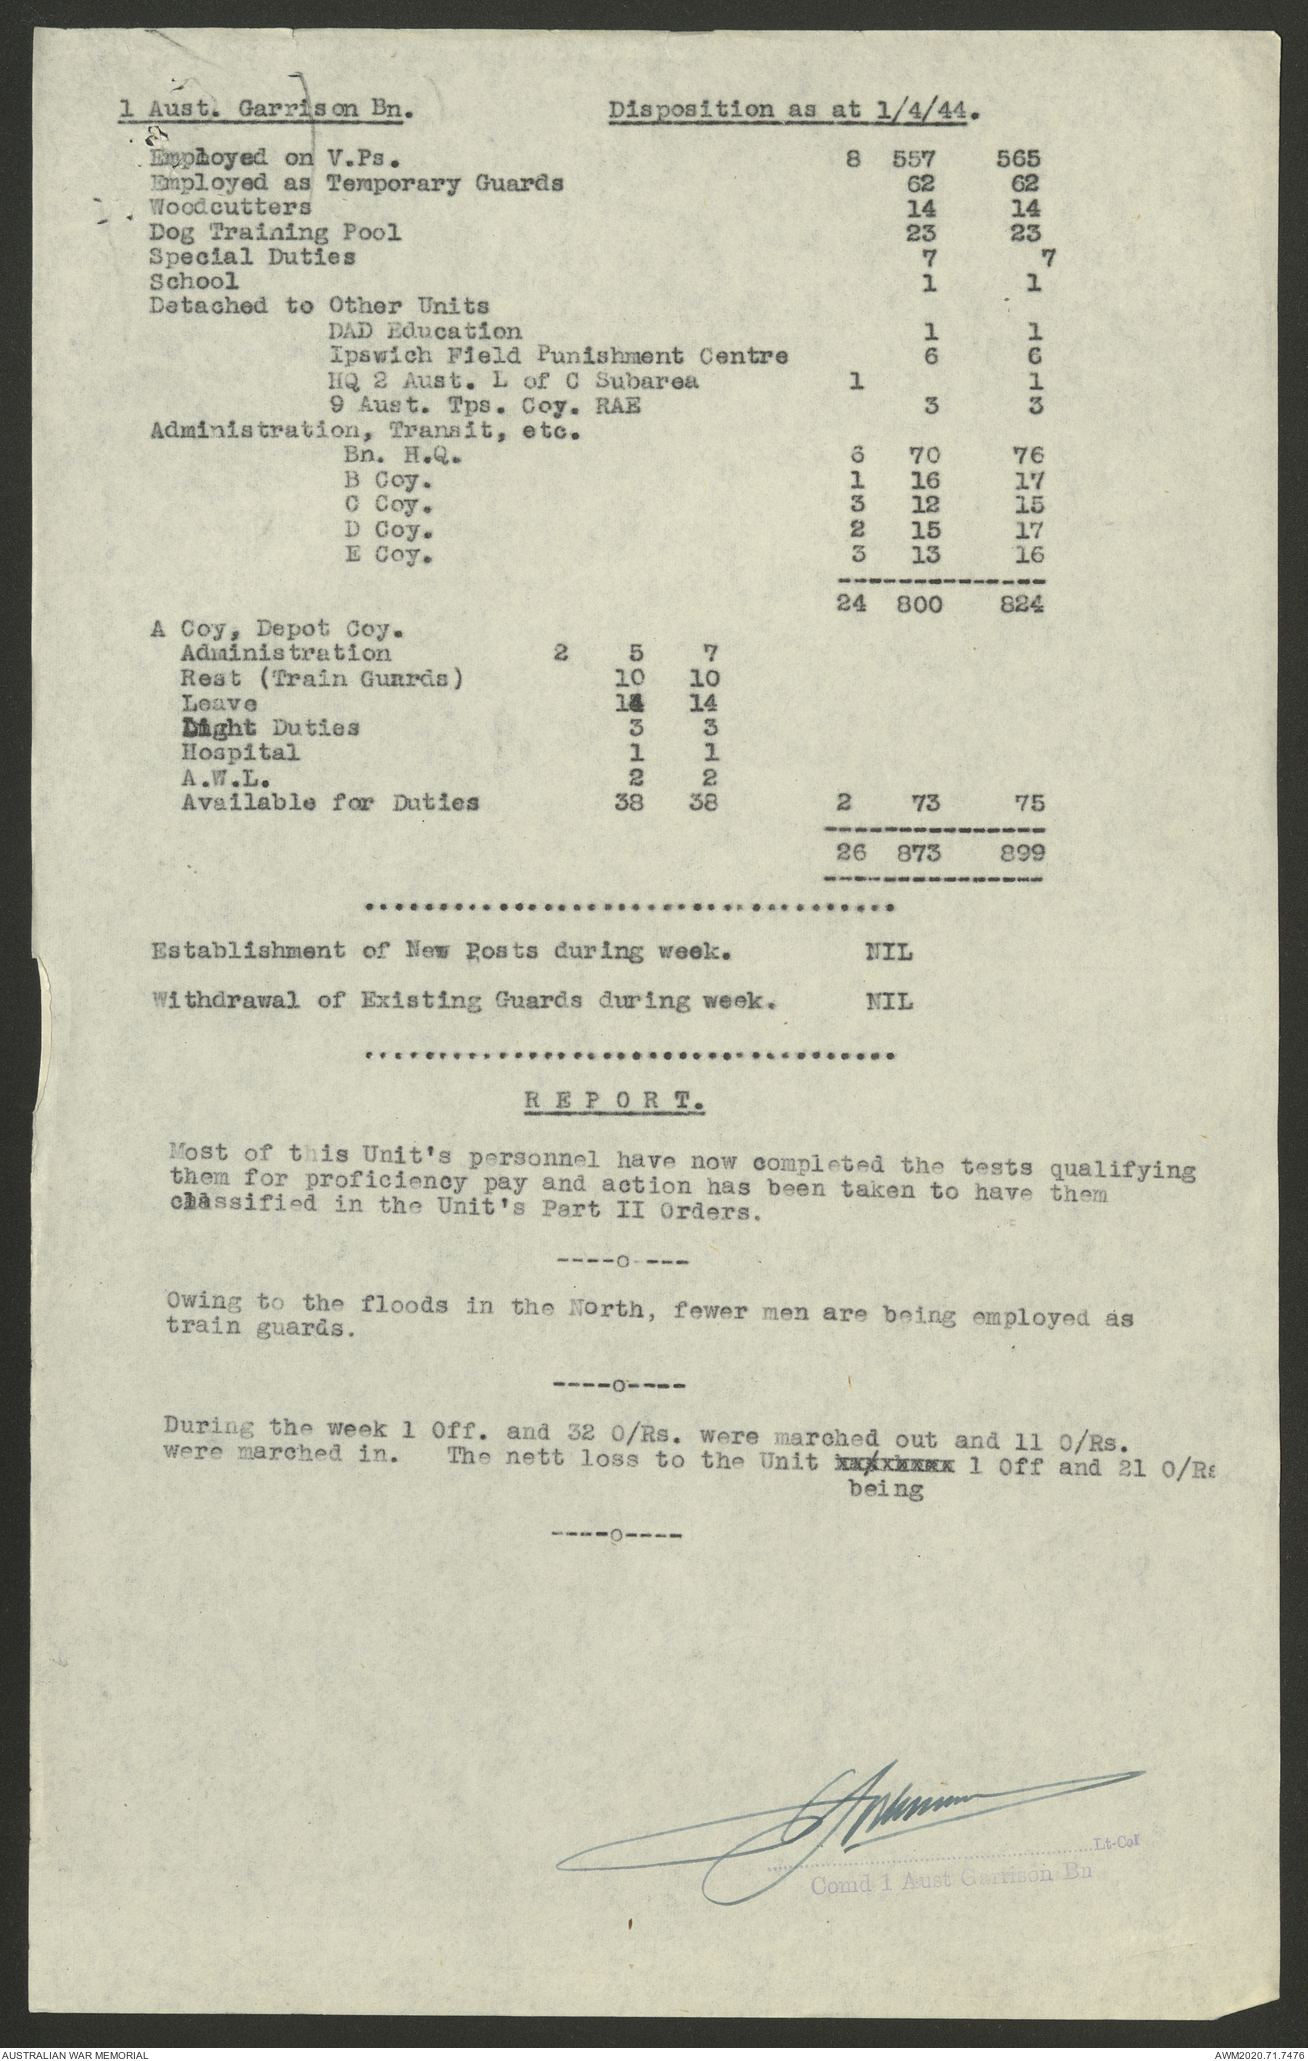 1 Aust. Garrison Bn. Disposition as at 1/4/44.
Employed on V.Ps. 8 557 565
Employed as Temporary Guards 62 62
Woodcutters 14 14
Dog Training Pool 23 23
Special Duties 7 7
School 1 1
Detached to Other Units
DAD Education 1 1
Ipswich Field Punishment Centre 6 6
HQ 2 Aust. L of C Subarea 1 1
9 Aust. Tps. Coy. RAE 3 3
Administration, Transit, etc.
Bn. H.Q. 6 70 76
B Coy. 1 16 17
C Coy. 3 12 15
D Coy. 2 15 17
E Coy. 3 13 16
24 800 824
A Coy, Depot Coy.
Administration 2 5 7
Rest (Train Guards) 10 10
Leave 14 14
Light Duties 3 3
Hospital 1 1
A.W.L. 2 2
Available for Duties 38 38 2 73 75
26 873 899
Establishment of New Posts during week. NIL
Withdrawal of Existing Guards during week. NIL
R E P O R T.
Most of this Unit's personnel have now completed the tests qualifying
them for proficiency pay and action has been taken to have them
classified in the Unit's Part II Orders.
----o----
Owing to the floods in the North, fewer men are being employed as
train guards.
----o----
During the week 1 Off. and 32 O/Rs. were marched out and 11 O/Rs.
were marched in. The nett loss to the Unit 1 Off and 21 O/Rs
being
----o----
Lt-Col
Comd 1 Aust Garrison Bn
AUSTRALIAN WAR MEMORIAL AWM2020.71.7476